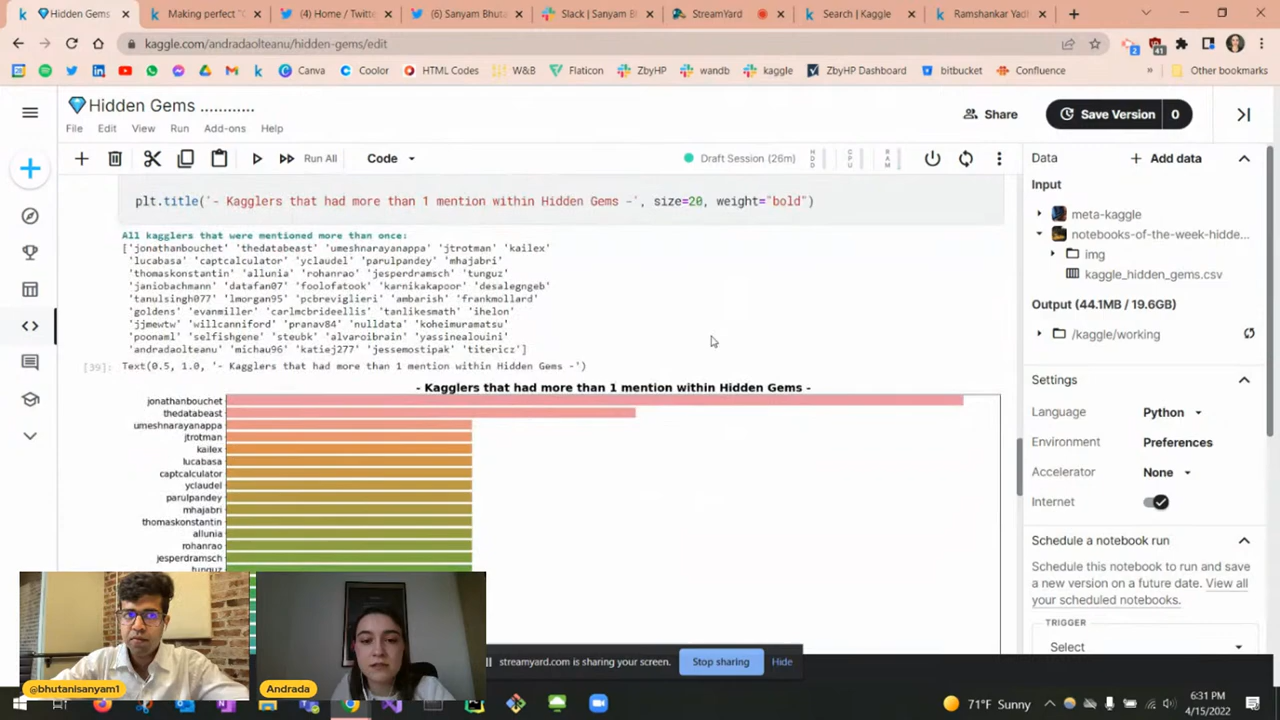 Hidden Gems
Making perfect "C
(4) Home / Twitte
(6) Sanyam Bhuta
Slack | Sanyam B
StreamYard
Search | Kaggle
Ramshankar Yad
kaggle.com/andradaolteanu/hidden-gems/edit
2
41
Canva
Coolor
HTML Codes
W&B
Flaticon
ZbyHP
wandb
kaggle
ZbyHP Dashboard
bitbucket
Confluence
»
Other bookmarks
Hidden Gems ............
Share
Save Version
0
File Edit View Run Add-ons Help
Run All
Code
Draft Session (26m)
HDD
CPU
RAM
Data
Add data
Input
meta-kaggle
notebooks-of-the-week-hidde...
img
kaggle_hidden_gems.csv
Output (44.1MB / 19.6GB)
/kaggle/working
Settings
Language
Python
Environment
Preferences
Accelerator
None
Internet
Schedule a notebook run
Schedule this notebook to run and save
a new version on a future date. View all
your scheduled notebooks.
TRIGGER
Select
plt.title('- Kagglers that had more than 1 mention within Hidden Gems -', size=20, weight="bold")
All kagglers that were mentioned more than once:
['jonathanbouchet' 'thedatabeast' 'umeshnarayanappa' 'jtrotman' 'kailex'
'lucabasa' 'captcalculator' 'yclaudel' 'parulpandey' 'mhajabri'
'thomaskonstantin' 'allunia' 'rohanrao' 'jesperdramsch' 'tunguz'
'janiobachmann' 'datafan07' 'foolofatook' 'karnikakapoor' 'desalegngeb'
'tanulsingh077' 'lmorgan95' 'pcbreviglieri' 'ambarish' 'frankmollard'
'goldens' 'evanmiller' 'carlmcbrideellis' 'tanlikesmath' 'ihelon'
'jjmewtw' 'willcanniford' 'pranav84' 'nulldata' 'koheimuramatsu'
'poonaml' 'selfishgene' 'steubk' 'alvaroibrain' 'yassinealouini'
'andradaolteanu' 'michau96' 'katiej277' 'jessemostipak' 'titericz']
[39]:
Text(0.5, 1.0, '- Kagglers that had more than 1 mention within Hidden Gems -')
- Kagglers that had more than 1 mention within Hidden Gems -
jonathanbouchet
thedatabeast
umeshnarayanappa
jtrotman
kailex
lucabasa
captcalculator
yclaudel
parulpandey
mhajabri
thomaskonstantin
allunia
rohanrao
jesperdramsch
tunguz
@bhutanisanyam1
Andrada
streamyard.com is sharing your screen.
Stop sharing
Hide
71°F Sunny
6:31 PM
4/15/2022